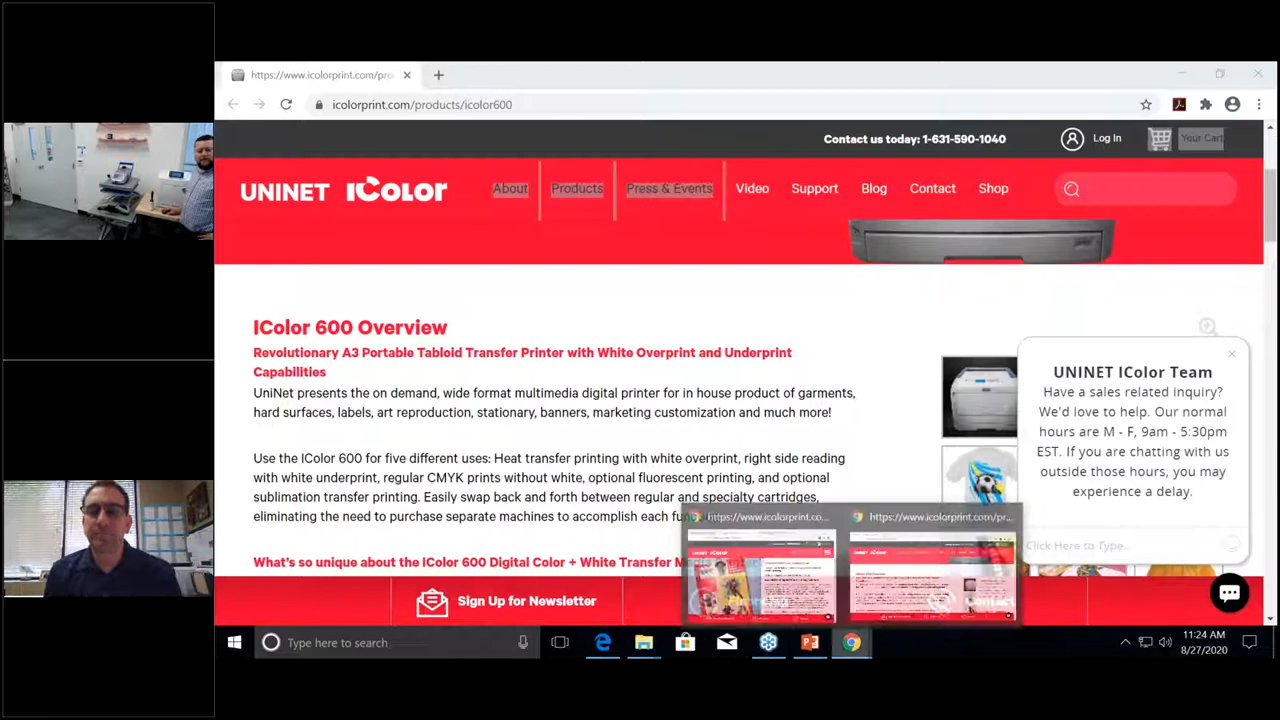 https://www.icolorprint.com/pro
icolorprint.com/products/icolor600
Contact us today: 1-631-590-1040
Log In
Your Cart
UNINET IColor
About
Products
Press & Events
Video
Support
Blog
Contact
Shop
IColor 600 Overview
Revolutionary A3 Portable Tabloid Transfer Printer with White Overprint and Underprint
Capabilities
UniNet presents the on demand, wide format multimedia digital printer for in house product of garments,
hard surfaces, labels, art reproduction, stationary, banners, marketing customization and much more!
Use the IColor 600 for five different uses: Heat transfer printing with white overprint, right side reading
with white underprint, regular CMYK prints without white, optional fluorescent printing, and optional
sublimation transfer printing. Easily swap back and forth between regular and specialty cartridges,
eliminating the need to purchase separate machines to accomplish each fu
What's so unique about the IColor 600 Digital Color + White Transfer Me
UNINET IColor Team
Have a sales related inquiry?
We'd love to help. Our normal
hours are M - F, 9am - 5:30pm
EST. If you are chatting with us
outside those hours, you may
experience a delay.
Click Here to Type...
https://www.icolorprint.co...
https://www.icolorprint.com/pr...
Sign Up for Newsletter
Type here to search
11:24 AM
8/27/2020